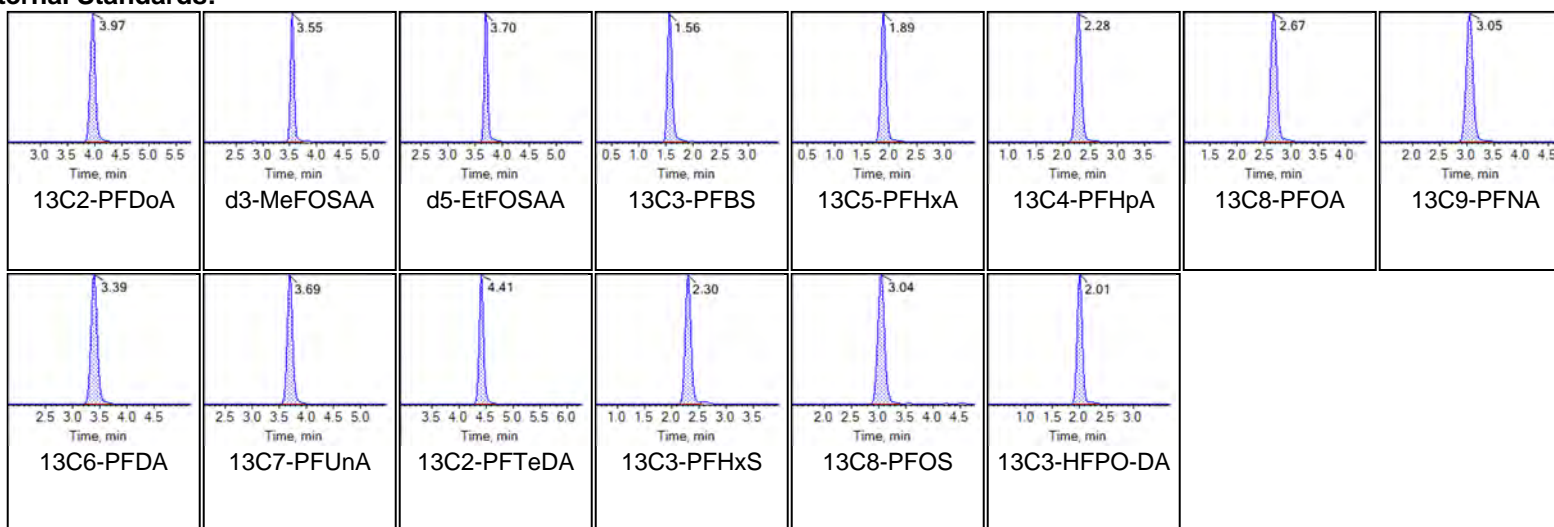 ternal Standards:
3.97 3.55 3.70 1.56 1.89 2.28 2.67 3.05
3.0 3.5 4.0 4.5 5.0 5.5 2.5 3.0 3.5 4.0 4.5 5.0 2.5 3.0 3.5 4.0 4.5 5.0 0.5 1.0 1.5 2.0 2.5 3.0 0.5 1.0 1.5 2.0 2.5 3.0 1.0 1.5 2.0 2.5 3.0 3.5 1.5 2.0 2.5 3.0 3.5 4.0 2.0 2.5 3.0 3.5 4.0 4.5
Time, min Time, min Time, min Time, min Time, min Time, min Time, min Time, min
13C2-PFDoA d3-MeFOSAA d5-EtFOSAA 13C3-PFBS 13C5-PFHxA 13C4-PFHpA 13C8-PFOA 13C9-PFNA
3.39 3.69 4.41 2.30 3.04 2.01
2.5 3.0 3.5 4.0 4.5 2.5 3.0 3.5 4.0 4.5 5.0 3.5 4.0 4.5 5.0 5.5 6.0 1.0 1.5 2.0 2.5 3.0 3.5 2.0 2.5 3.0 3.5 4.0 4.5 1.0 1.5 2.0 2.5 3.0
Time, min Time, min Time, min Time, min Time, min Time, min
13C6-PFDA 13C7-PFUnA 13C2-PFTeDA 13C3-PFHxS 13C8-PFOS 13C3-HFPO-DA